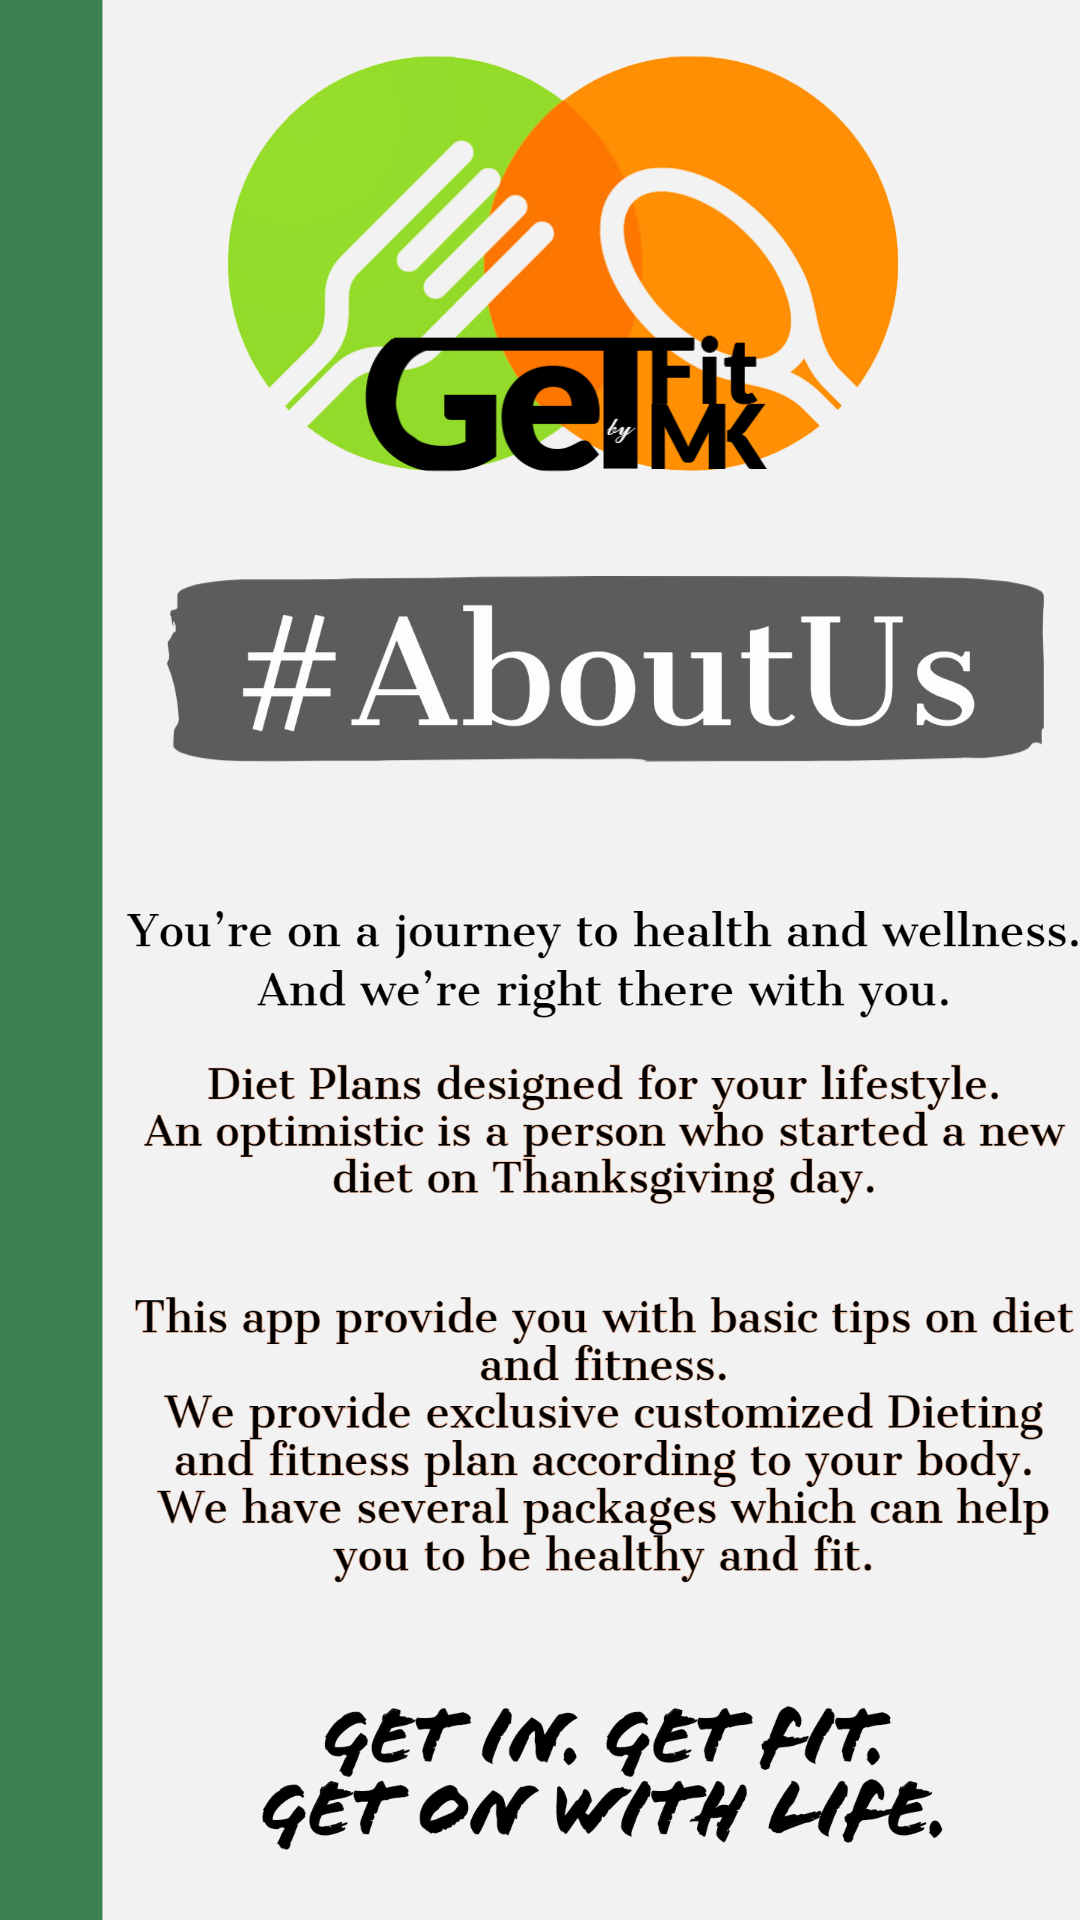 GeT by Fit
MK
#AboutUs
You’re on a journey to health and wellness.
And we’re right there with you.
Diet Plans designed for your lifestyle.
An optimistic is a person who started a new
diet on Thanksgiving day.
This app provide you with basic tips on diet
and fitness.
We provide exclusive customized Dieting
and fitness plan according to your body.
We have several packages which can help
you to be healthy and fit.
GET IN. GET FIT.
GET ON WITH LIFE.